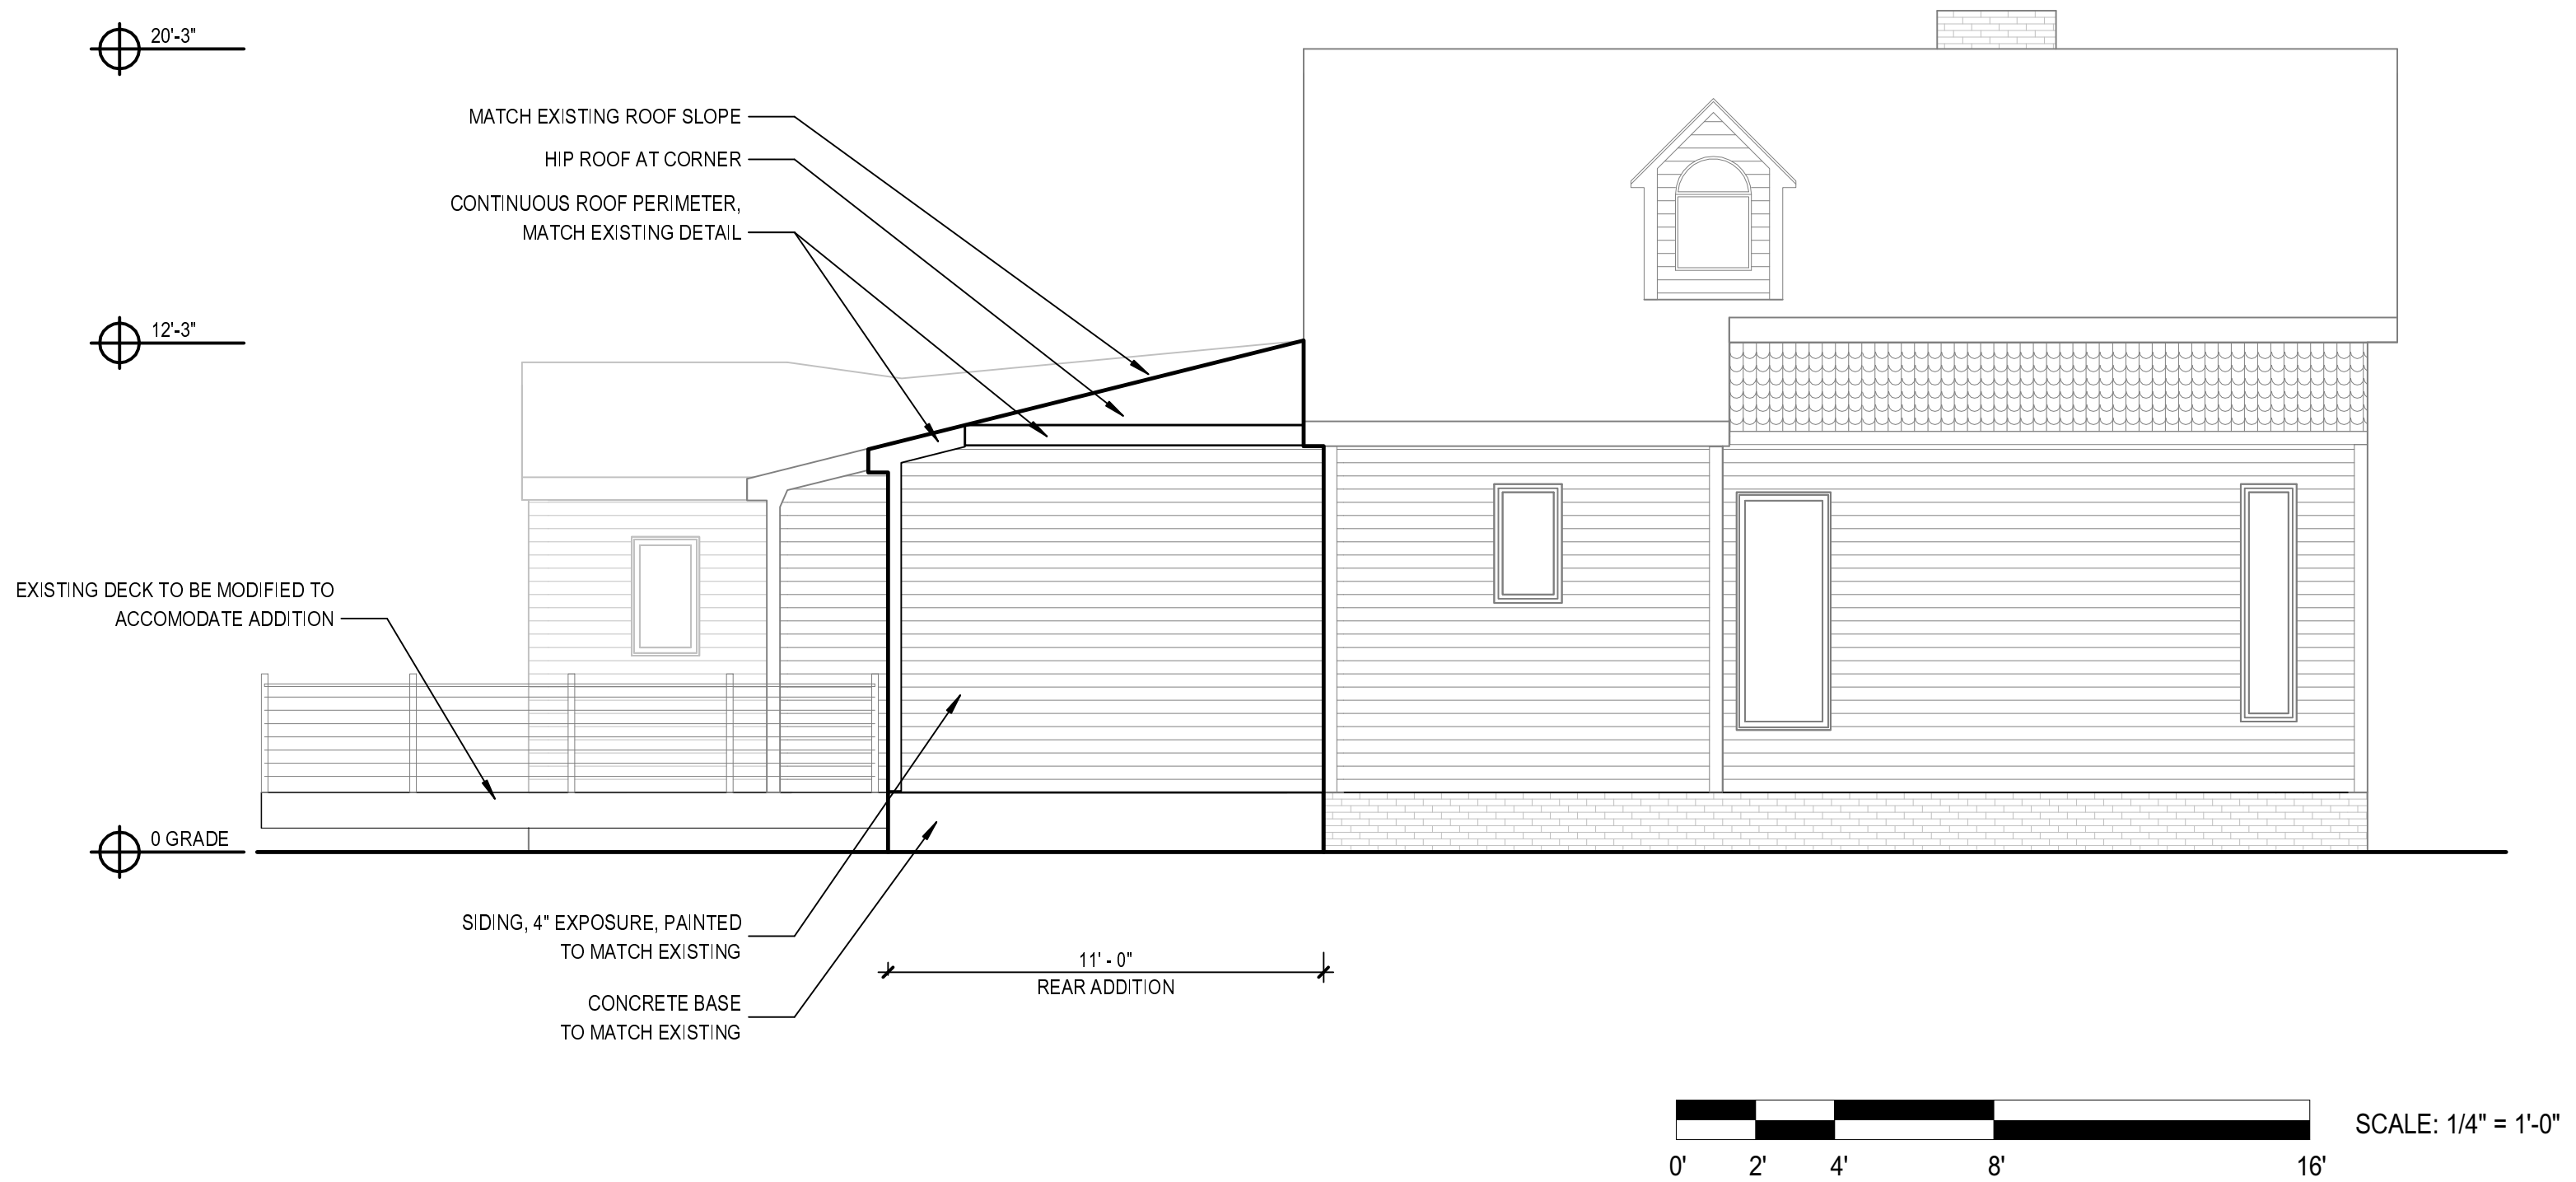 20'-3"
MATCH EXISTING ROOF SLOPE
HIP ROOF AT CORNER
CONTINUOUS ROOF PERIMETER,
MATCH EXISTING DETAIL
12'-3"
EXISTING DECK TO BE MODIFIED TO
ACCOMODATE ADDITION
0 GRADE
SIDING, 4" EXPOSURE, PAINTED
TO MATCH EXISTING
11' - 0"
REAR ADDITION
CONCRETE BASE
TO MATCH EXISTING
SCALE: 1/4" = 1'-0"
0' 2' 4' 8' 16'